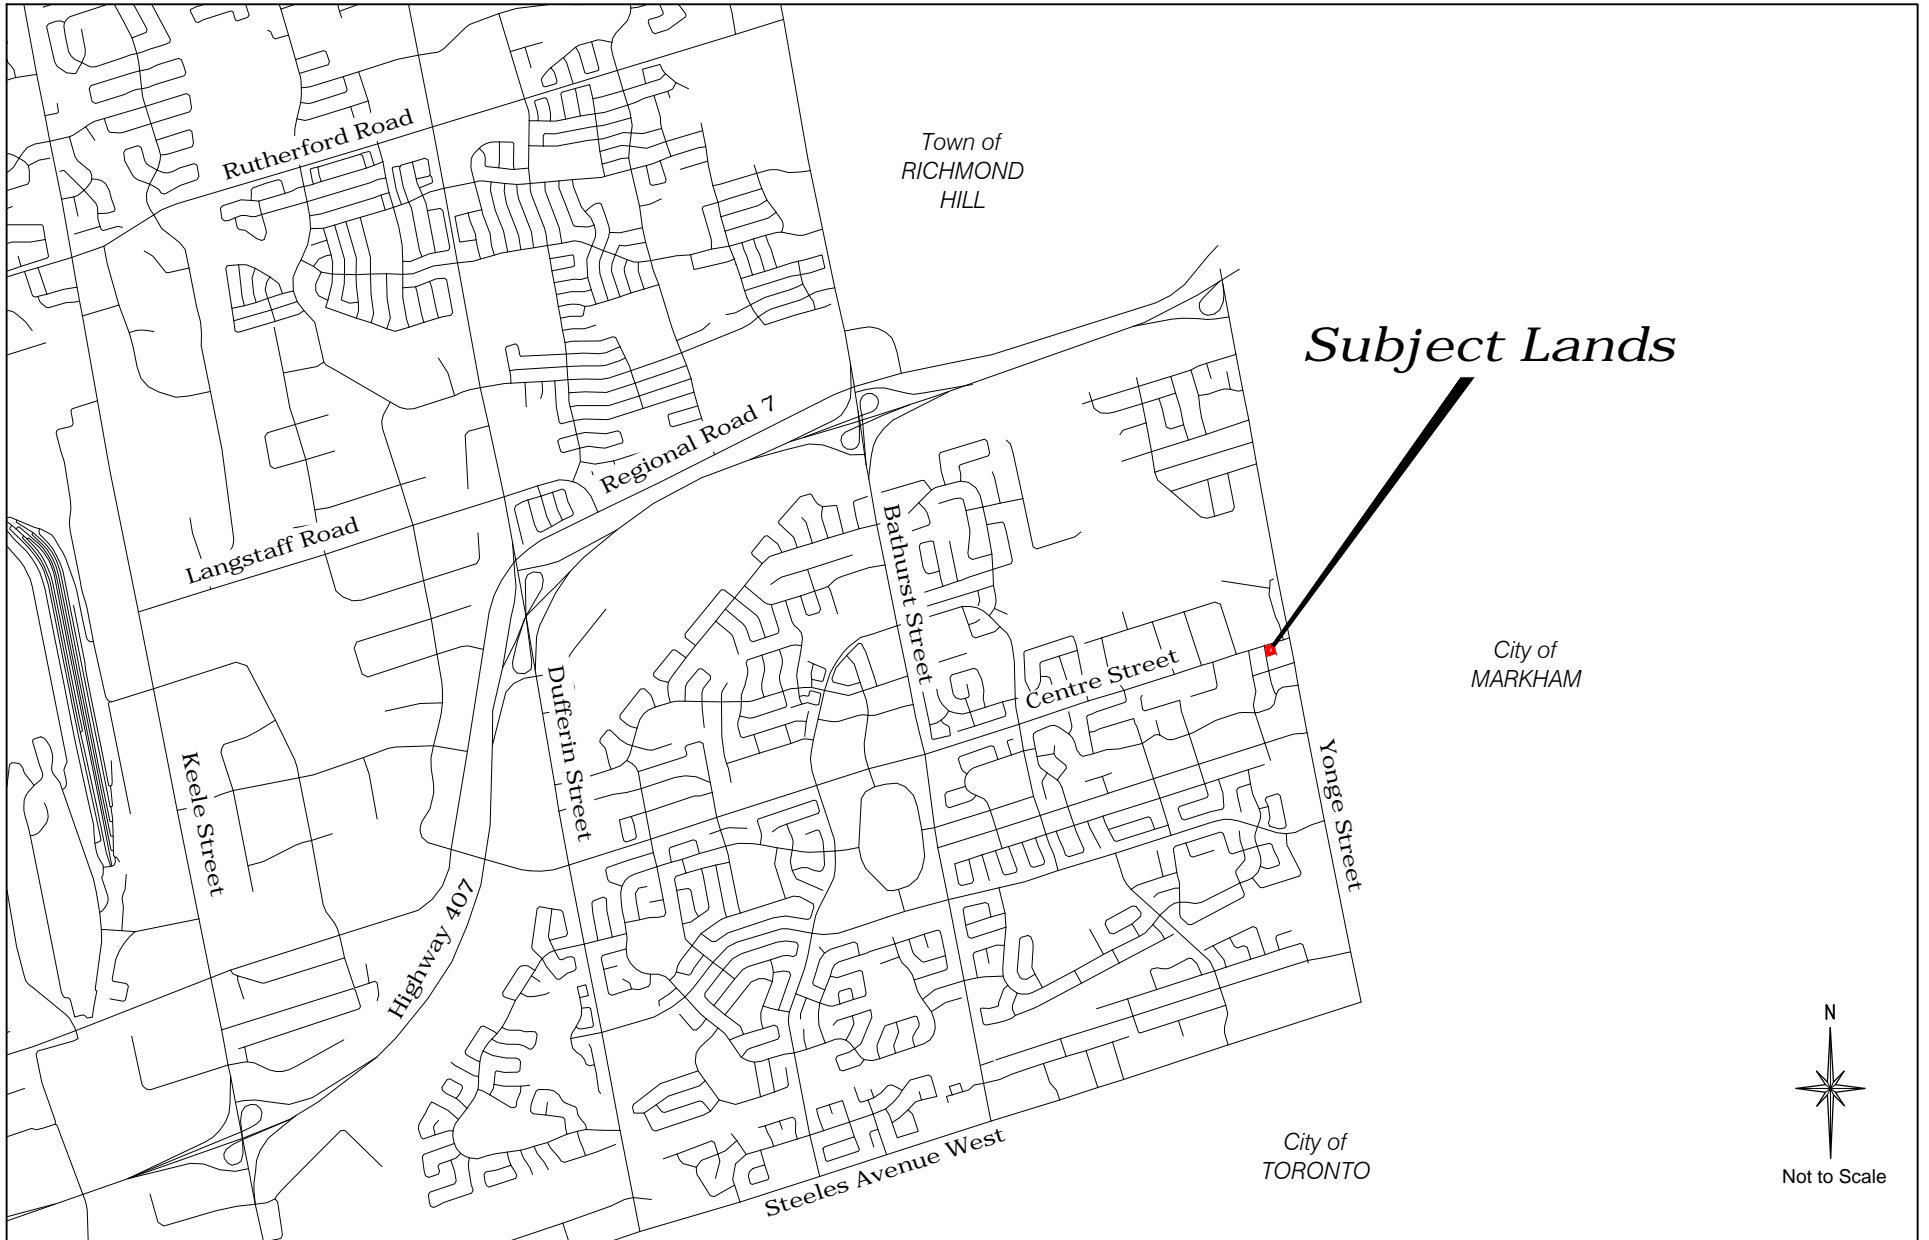 Rutherford Road
Town of
RICHMOND
HILL
Subject Lands
Regional Road 7
Langstaff Road
Bathurst Street
Centre Street
City of
MARKHAM
Dufferin Street
Keele Street
Yonge Street
Highway 407
Steeles Avenue West
City of
TORONTO
N
Not to Scale